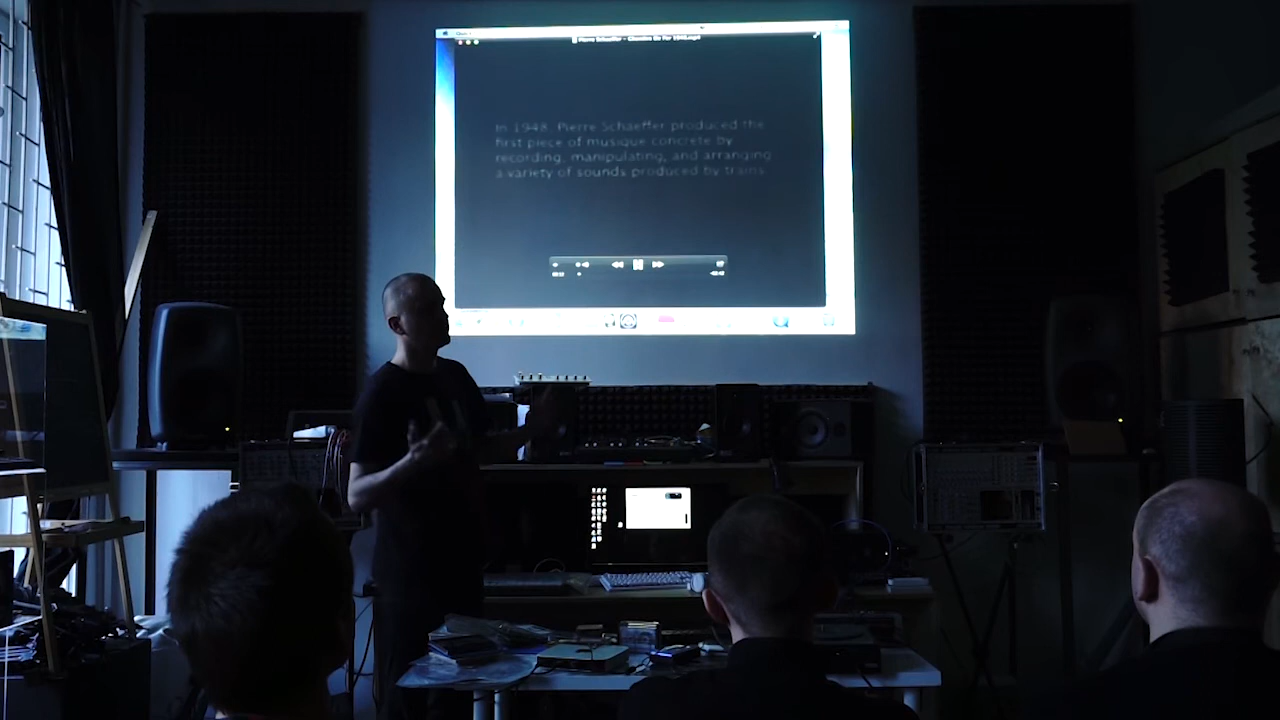 In 1948, Pierre Schaeffer produced the
first piece of musique concrete by
recording, manipulating, and arranging
a variety of sounds produced by trains